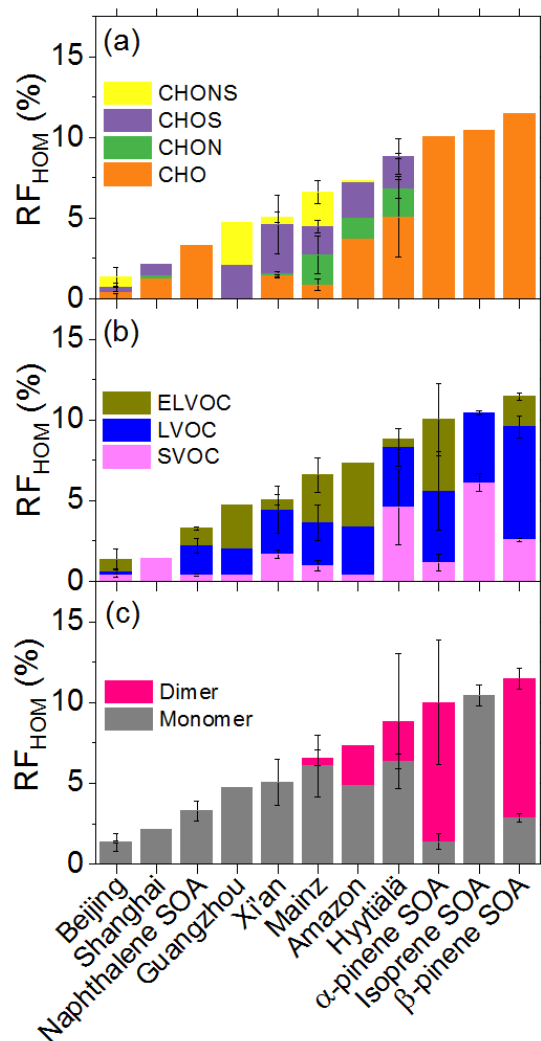 (a)
15
10
5
0
RF_HOM (%)
CHONS
CHOS
CHON
CHO
(b)
15
10
5
0
RF_HOM (%)
ELVOC
LVOC
SVOC
(c)
15
10
5
0
RF_HOM (%)
Dimer
Monomer
Beijing
Shanghai
Naphthalene SOA
Guangzhou
Xi'an
Mainz
Amazon
Hyytiälä
α-pinene SOA
Isoprene SOA
β-pinene SOA